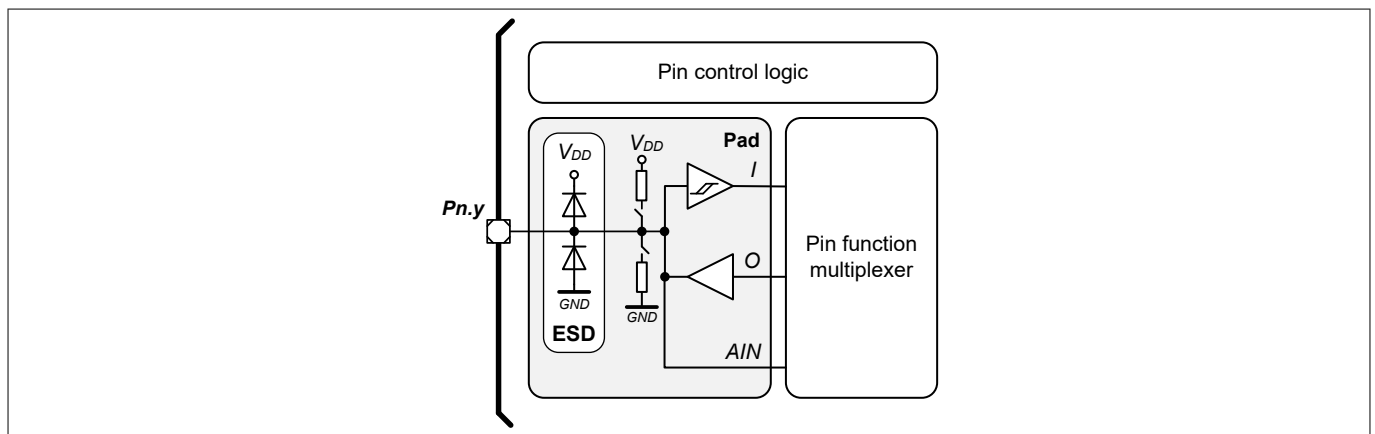 Pin control logic
VDD
VDD
Pad
I
Pn.y
Pin function
multiplexer
O
GND
GND
ESD
AIN